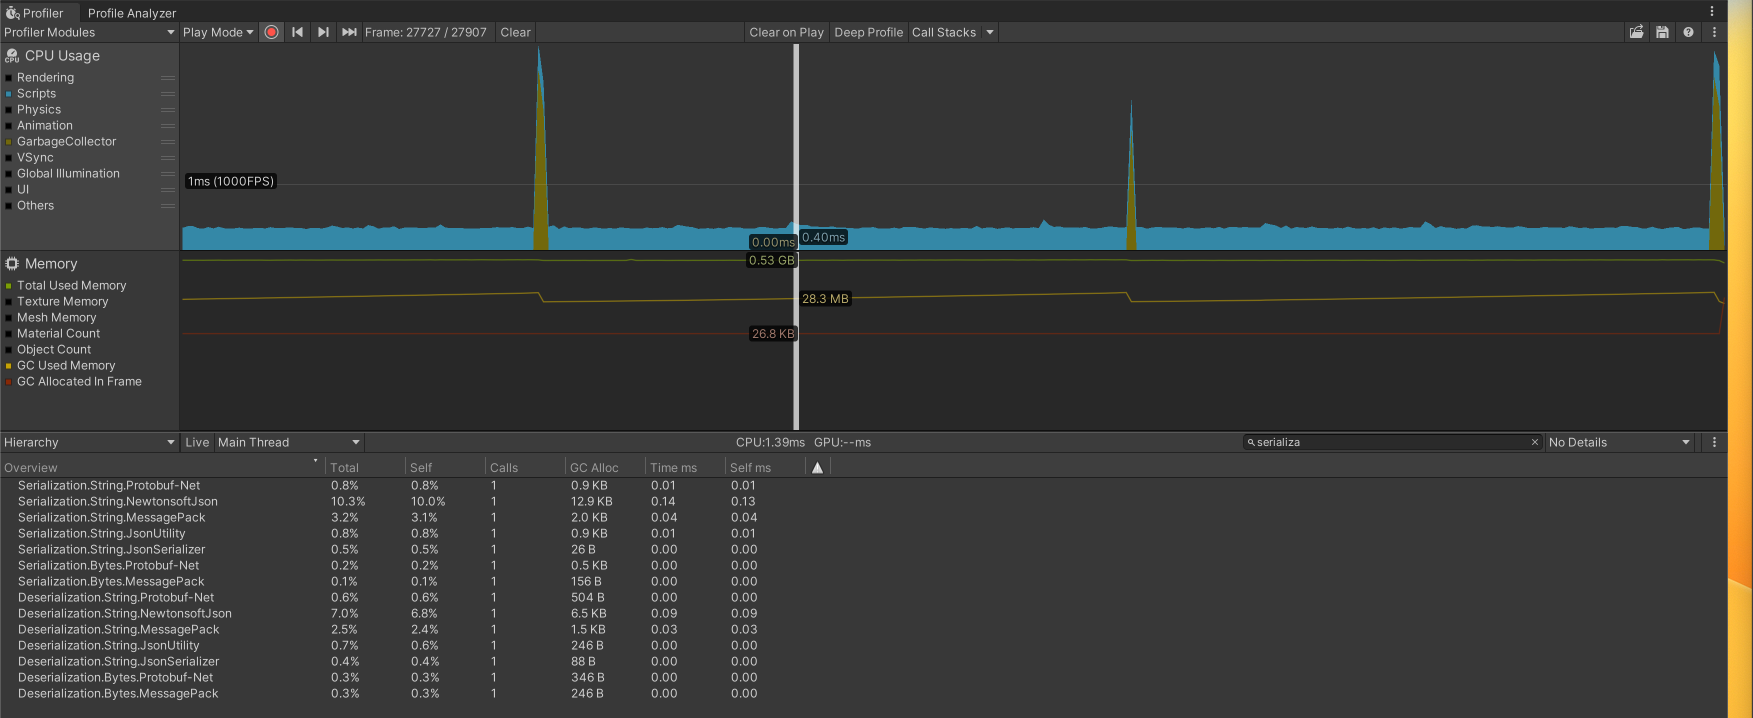 Profiler Profile Analyzer
Profiler Modules Play Mode Frame: 27727 / 27907 Clear Clear on Play Deep Profile Call Stacks
CPU Usage
Rendering
Scripts
Physics
Animation
GarbageCollector
VSync
Global Illumination
UI
Others
1ms (1000FPS)
0.00ms 0.40ms
Memory
Total Used Memory
Texture Memory
Mesh Memory
Material Count
Object Count
GC Used Memory
GC Allocated In Frame
0.53 GB
28.3 MB
26.8 KB
Hierarchy Live Main Thread CPU:1.39ms GPU:--ms serializa No Details
Overview Total Self Calls GC Alloc Time ms Self ms
Serialization.String.Protobuf-Net 0.8% 0.8% 1 0.9 KB 0.01 0.01
Serialization.String.NewtonsoftJson 10.3% 10.0% 1 12.9 KB 0.14 0.13
Serialization.String.MessagePack 3.2% 3.1% 1 2.0 KB 0.04 0.04
Serialization.String.JsonUtility 0.8% 0.8% 1 0.9 KB 0.01 0.01
Serialization.String.JsonSerializer 0.5% 0.5% 1 26 B 0.00 0.00
Serialization.Bytes.Protobuf-Net 0.2% 0.2% 1 0.5 KB 0.00 0.00
Serialization.Bytes.MessagePack 0.1% 0.1% 1 156 B 0.00 0.00
Deserialization.String.Protobuf-Net 0.6% 0.6% 1 504 B 0.00 0.00
Deserialization.String.NewtonsoftJson 7.0% 6.8% 1 6.5 KB 0.09 0.09
Deserialization.String.MessagePack 2.5% 2.4% 1 1.5 KB 0.03 0.03
Deserialization.String.JsonUtility 0.7% 0.6% 1 246 B 0.00 0.00
Deserialization.String.JsonSerializer 0.4% 0.4% 1 88 B 0.00 0.00
Deserialization.Bytes.Protobuf-Net 0.3% 0.3% 1 346 B 0.00 0.00
Deserialization.Bytes.MessagePack 0.3% 0.3% 1 246 B 0.00 0.00